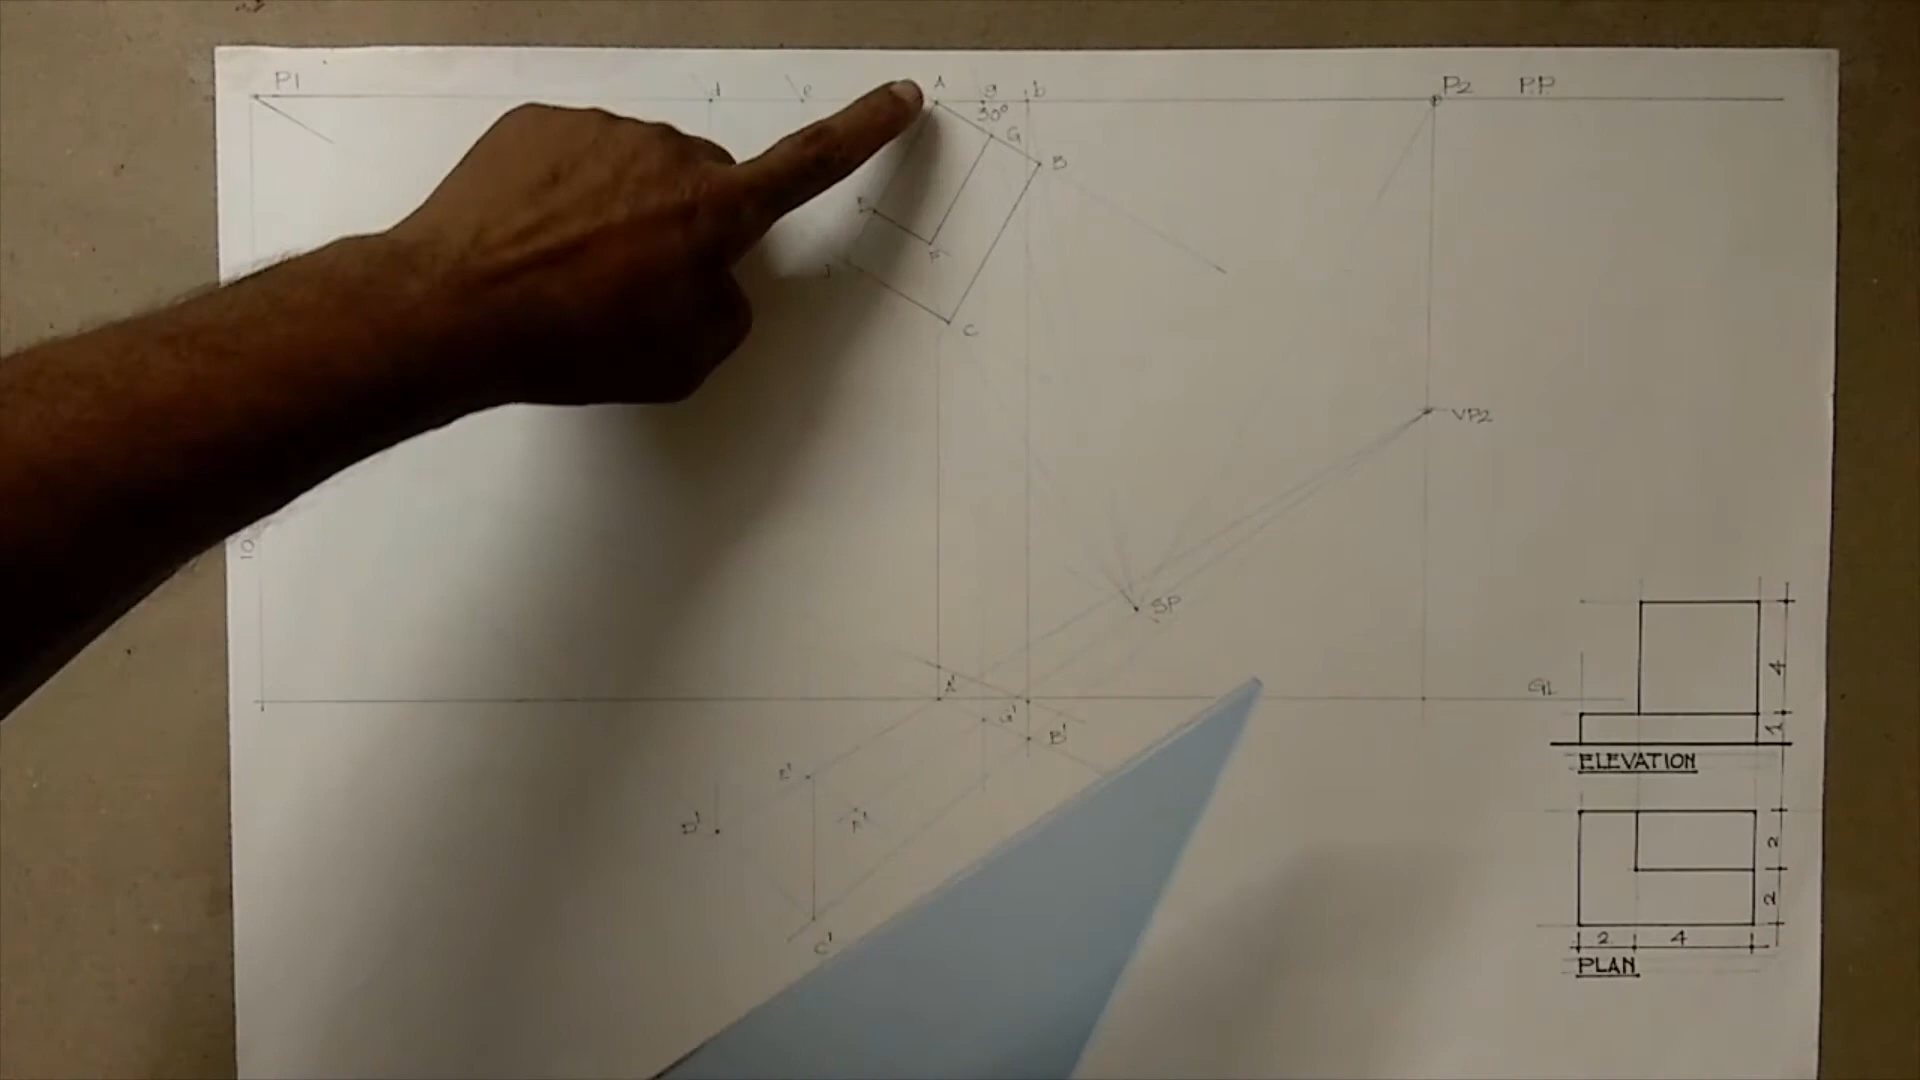 P1
d
e
A
g
b
P2
PP
30°
G
B
E
F
C
VP2
10
SP
A'
GL
G'
B'
E'
D'
F'
C'
4
1
ELEVATION
2
2
2
4
PLAN